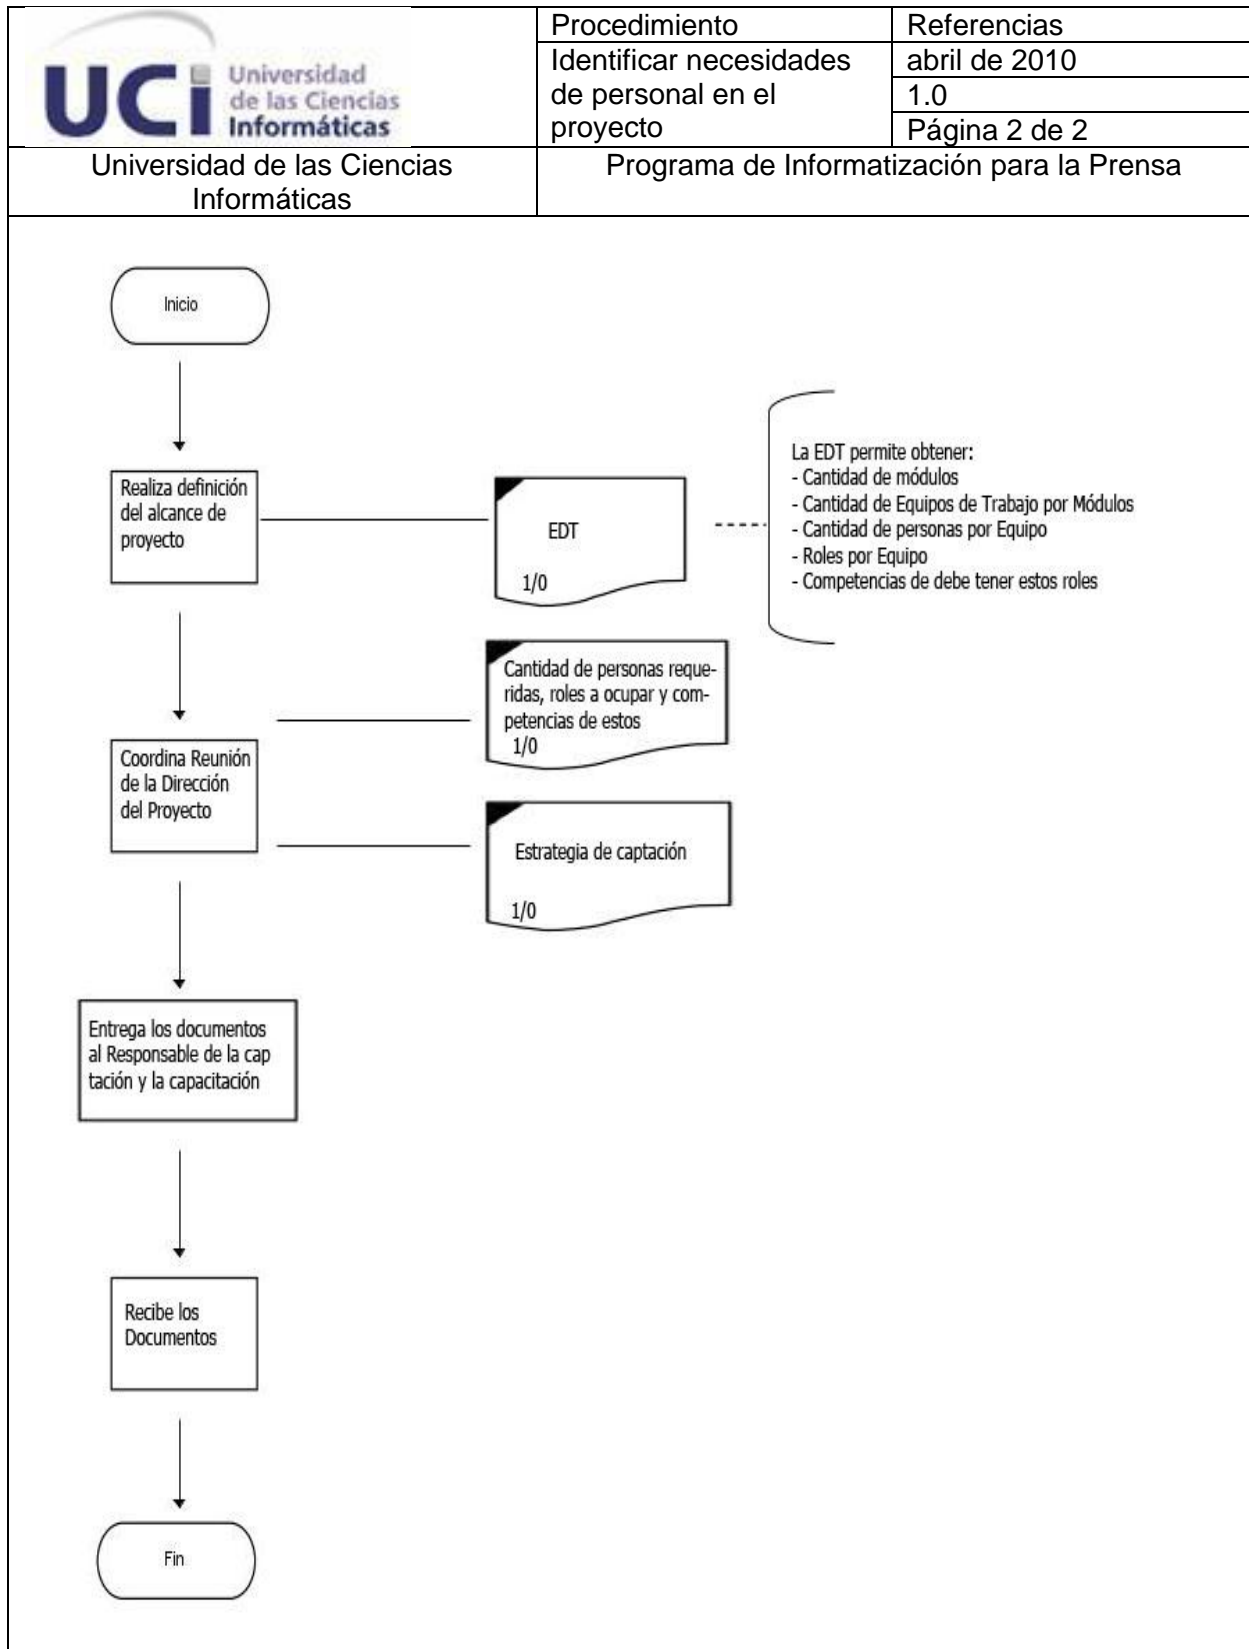 UCi
Universidad
de las Ciencias
Informáticas
Procedimiento
Referencias
Identificar necesidades
de personal en el
proyecto
abril de 2010
1.0
Página 2 de 2
Universidad de las Ciencias
Informáticas
Programa de Informatización para la Prensa
Inicio
Realiza definición
del alcance de
proyecto
EDT
1/0
La EDT permite obtener:
- Cantidad de módulos
- Cantidad de Equipos de Trabajo por Módulos
- Cantidad de personas por Equipo
- Roles por Equipo
- Competencias de debe tener estos roles
Cantidad de personas reque-
ridas, roles a ocupar y com-
petencias de estos
1/0
Coordina Reunión
de la Dirección
del Proyecto
Estrategia de captación
1/0
Entrega los documentos
al Responsable de la cap
tación y la capacitación
Recibe los
Documentos
Fin